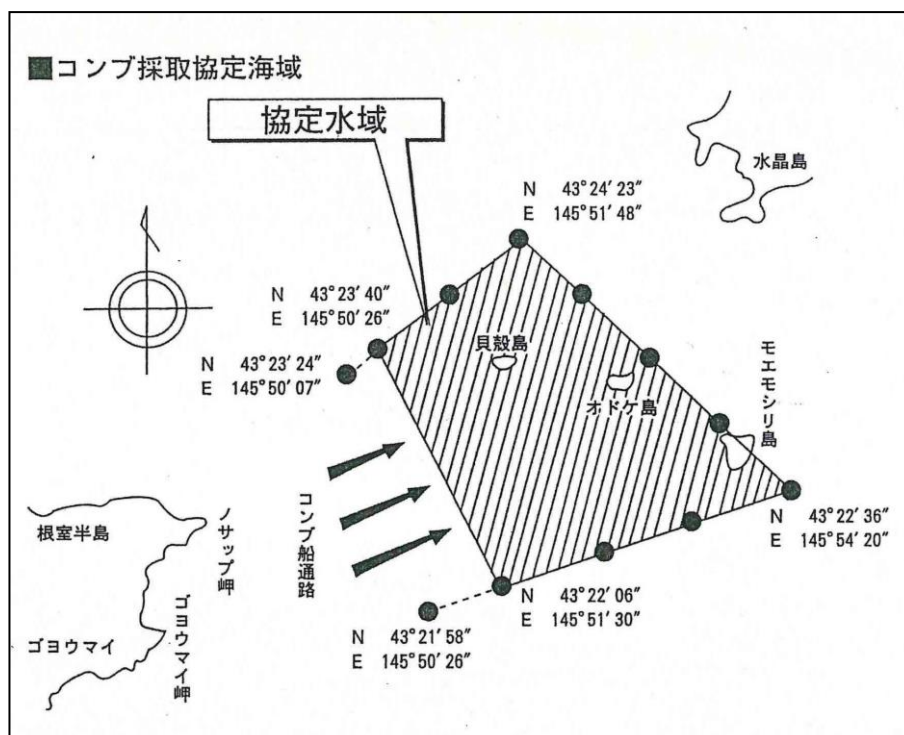 ■コンブ採取協定海域
協定水域
水晶島
N 43°24′23″
E 145°51′48″
N 43°23′40″
E 145°50′26″
N 43°23′24″
E 145°50′07″
貝殻島
オドケ島
モエモシリ島
N 43°22′36″
E 145°54′20″
コンブ船通路
ノサップ岬
根室半島
ゴヨウマイ岬
ゴヨウマイ
N 43°22′06″
E 145°51′30″
N 43°21′58″
E 145°50′26″